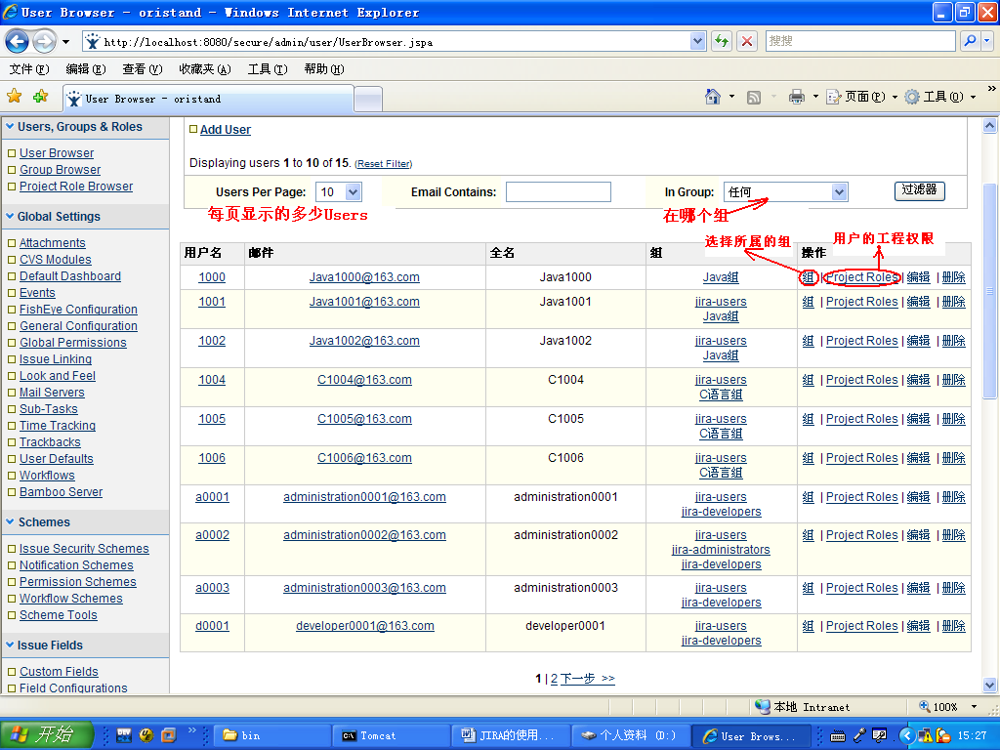 User Browser - oristand - Windows Internet Explorer
http://localhost:8080/secure/admin/user/UserBrowser.jspa
搜搜
文件(F) 编辑(E) 查看(V) 收藏夹(A) 工具(T) 帮助(H)
User Browser - oristand
页面(P) 工具(O) »
Users, Groups & Roles
User Browser
Group Browser
Project Role Browser
Global Settings
Attachments
CVS Modules
Default Dashboard
Events
FishEye Configuration
General Configuration
Global Permissions
Issue Linking
Look and Feel
Mail Servers
Sub-Tasks
Time Tracking
Trackbacks
User Defaults
Workflows
Bamboo Server
Schemes
Issue Security Schemes
Notification Schemes
Permission Schemes
Workflow Schemes
Scheme Tools
Issue Fields
Custom Fields
Field Configurations
Add User
Displaying users 1 to 10 of 15. (Reset Filter)
Users Per Page: 10 Email Contains: In Group: 任何 过滤器
每页显示的多少Users 在哪个组
选择所属的组 用户的工程权限
用户名 邮件 全名 组 操作
1000 Java1000@163.com Java1000 Java组 组 | Project Roles | 编辑 | 删除
1001 Java1001@163.com Java1001 jira-users 组 | Project Roles | 编辑 | 删除
Java组
1002 Java1002@163.com Java1002 jira-users 组 | Project Roles | 编辑 | 删除
Java组
1004 C1004@163.com C1004 jira-users 组 | Project Roles | 编辑 | 删除
C语言组
1005 C1005@163.com C1005 jira-users 组 | Project Roles | 编辑 | 删除
C语言组
1006 C1006@163.com C1006 jira-users 组 | Project Roles | 编辑 | 删除
C语言组
a0001 administration0001@163.com administration0001 jira-users 组 | Project Roles | 编辑 | 删除
jira-developers
a0002 administration0002@163.com administration0002 jira-users 组 | Project Roles | 编辑 | 删除
jira-administrators
jira-developers
a0003 administration0003@163.com administration0003 jira-users 组 | Project Roles | 编辑 | 删除
jira-developers
d0001 developer0001@163.com developer0001 jira-users 组 | Project Roles | 编辑 | 删除
jira-developers
1 | 2 下一步 >>
本地 Intranet 100%
开始 » bin Tomcat JIRA的使用... 个人资料 (D:) User Brows... 15:27